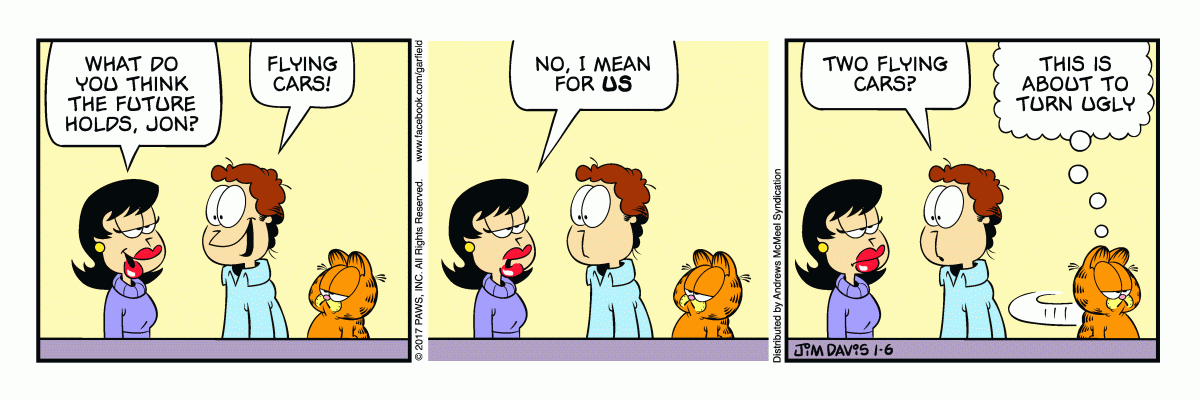 WHAT DO
YOU THINK
THE FUTURE
HOLDS, JON?
FLYING
CARS!
© 2017 PAWS, INC. All Rights Reserved. www.facebook.com/garfield
NO, I MEAN
FOR US
Distributed by Andrews McMeel Syndication
TWO FLYING
CARS?
THIS IS
ABOUT TO
TURN UGLY
JIM DAVIS 1-6